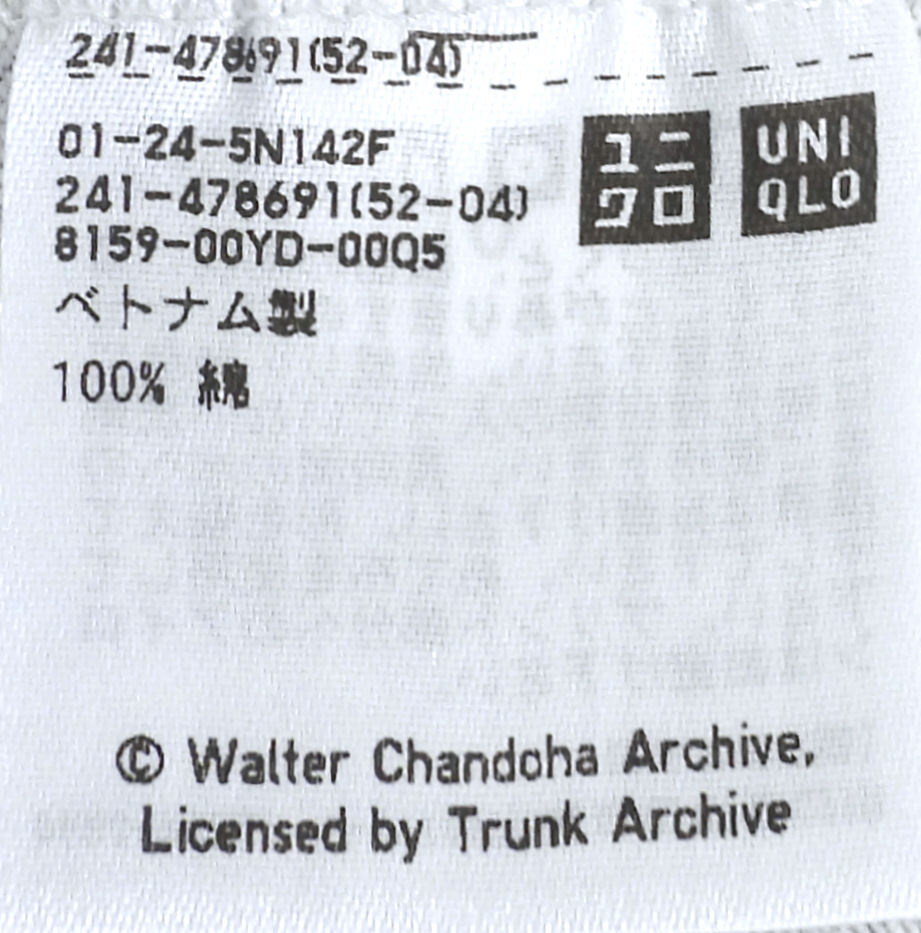 241-478691(52-04)
01-24-5N142F
241-478691(52-04)
8159-00YD-00Q5
ベトナム製
100% 綿
ユニ
クロ
UNI
QLO
© Walter Chandoha Archive,
Licensed by Trunk Archive